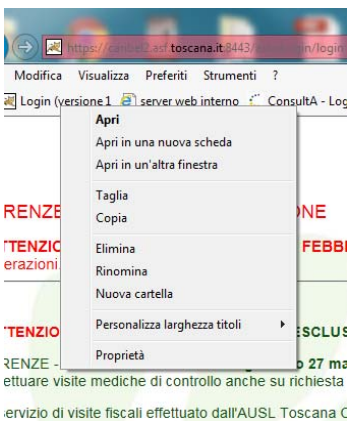 .asf.toscana.it:8443/
/login
Modifica Visualizza Preferiti Strumenti ?
Login (versione 1 server web interno ConsultA - Log
Apri
Apri in una nuova scheda
Apri in un'altra finestra
Taglia
Copia
RENZE
NE
TTENZIO
FEBB
erazioni
Elimina
Rinomina
Nuova cartella
Personalizza larghezza titoli
TTENZIO
ESCLUS
Proprietà
RENZE -
o 27 ma
ettuare visite mediche di controllo anche su richiesta
servizio di visite fiscali effettuato dall'AUSL Toscana C